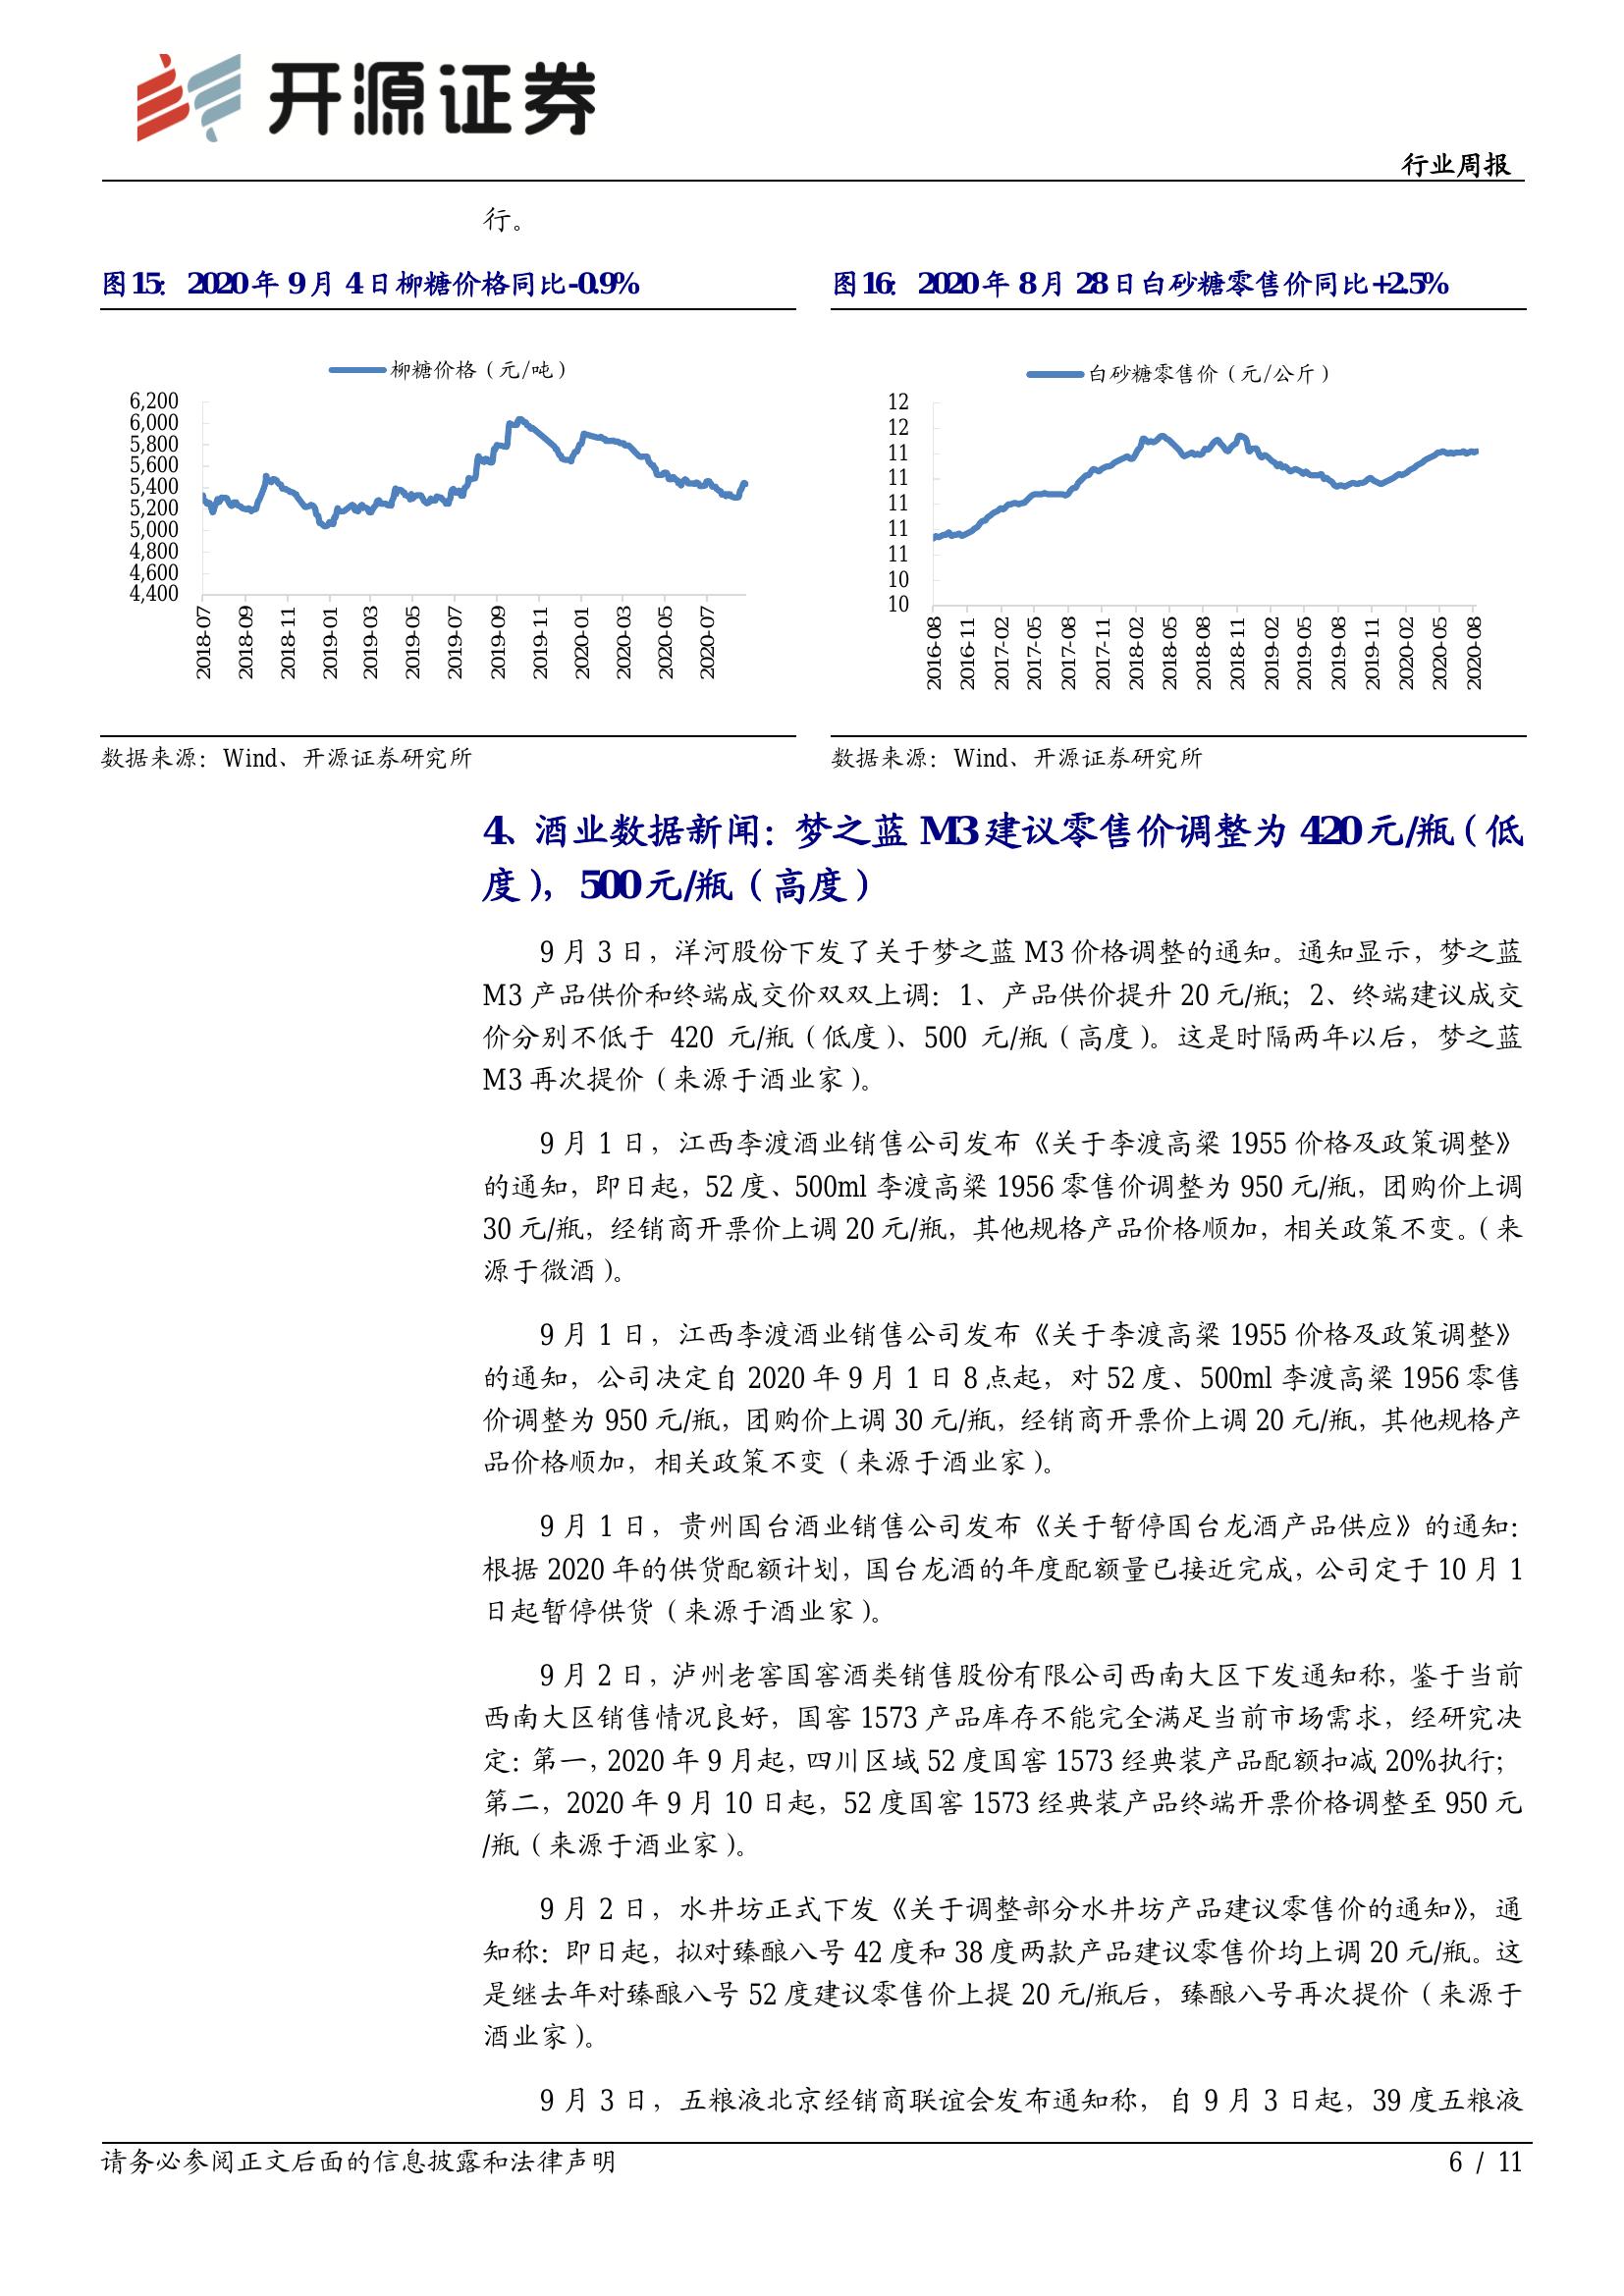 开源证券
行业周报
行。
图15： 2020年9月4日柳糖价格同比-0.9%
柳糖价格（元/吨）
6,200
6,000
5,800
5,600
5,400
5,200
5,000
4,800
4,600
4,400
2018-07
2018-09
2018-11
2019-01
2019-03
2019-05
2019-07
2019-09
2019-11
2020-01
2020-03
2020-05
2020-07
数据来源：Wind、开源证券研究所
图16： 2020年8月28日白砂糖零售价同比+2.5%
白砂糖零售价（元/公斤）
12
12
11
11
11
11
11
10
10
2016-08
2016-11
2017-02
2017-05
2017-08
2017-11
2018-02
2018-05
2018-08
2018-11
2019-02
2019-05
2019-08
2019-11
2020-02
2020-05
2020-08
数据来源：Wind、开源证券研究所
4、酒业数据新闻：梦之蓝M3建议零售价调整为420元/瓶（低
度），500元/瓶（高度）
9月3日，洋河股份下发了关于梦之蓝M3价格调整的通知。通知显示，梦之蓝
M3产品供价和终端成交价双双上调：1、产品供价提升20元/瓶；2、终端建议成交
价分别不低于 420 元/瓶（低度）、500 元/瓶（高度）。这是时隔两年以后，梦之蓝
M3再次提价（来源于酒业家）。
9月1日，江西李渡酒业销售公司发布《关于李渡高粱1955价格及政策调整》
的通知，即日起，52度、500ml李渡高粱1956零售价调整为950元/瓶，团购价上调
30元/瓶，经销商开票价上调20元/瓶，其他规格产品价格顺加，相关政策不变。（来
源于微酒）。
9月1日，江西李渡酒业销售公司发布《关于李渡高粱1955价格及政策调整》
的通知，公司决定自2020年9月1日8点起，对52度、500ml李渡高粱1956零售
价调整为950元/瓶，团购价上调30元/瓶，经销商开票价上调20元/瓶，其他规格产
品价格顺加，相关政策不变（来源于酒业家）。
9月1日，贵州国台酒业销售公司发布《关于暂停国台龙酒产品供应》的通知：
根据2020年的供货配额计划，国台龙酒的年度配额量已接近完成，公司定于10月1
日起暂停供货（来源于酒业家）。
9月2日，泸州老窖国窖酒类销售股份有限公司西南大区下发通知称，鉴于当前
西南大区销售情况良好，国窖1573产品库存不能完全满足当前市场需求，经研究决
定：第一，2020年9月起，四川区域52度国窖1573经典装产品配额扣减20%执行；
第二，2020年9月10日起，52度国窖1573经典装产品终端开票价格调整至950元
/瓶（来源于酒业家）。
9月2日，水井坊正式下发《关于调整部分水井坊产品建议零售价的通知》，通
知称：即日起，拟对臻酿八号42度和38度两款产品建议零售价均上调20元/瓶。这
是继去年对臻酿八号52度建议零售价上提20元/瓶后，臻酿八号再次提价（来源于
酒业家）。
9月3日，五粮液北京经销商联谊会发布通知称，自9月3日起，39度五粮液
请务必参阅正文后面的信息披露和法律声明
6 / 11